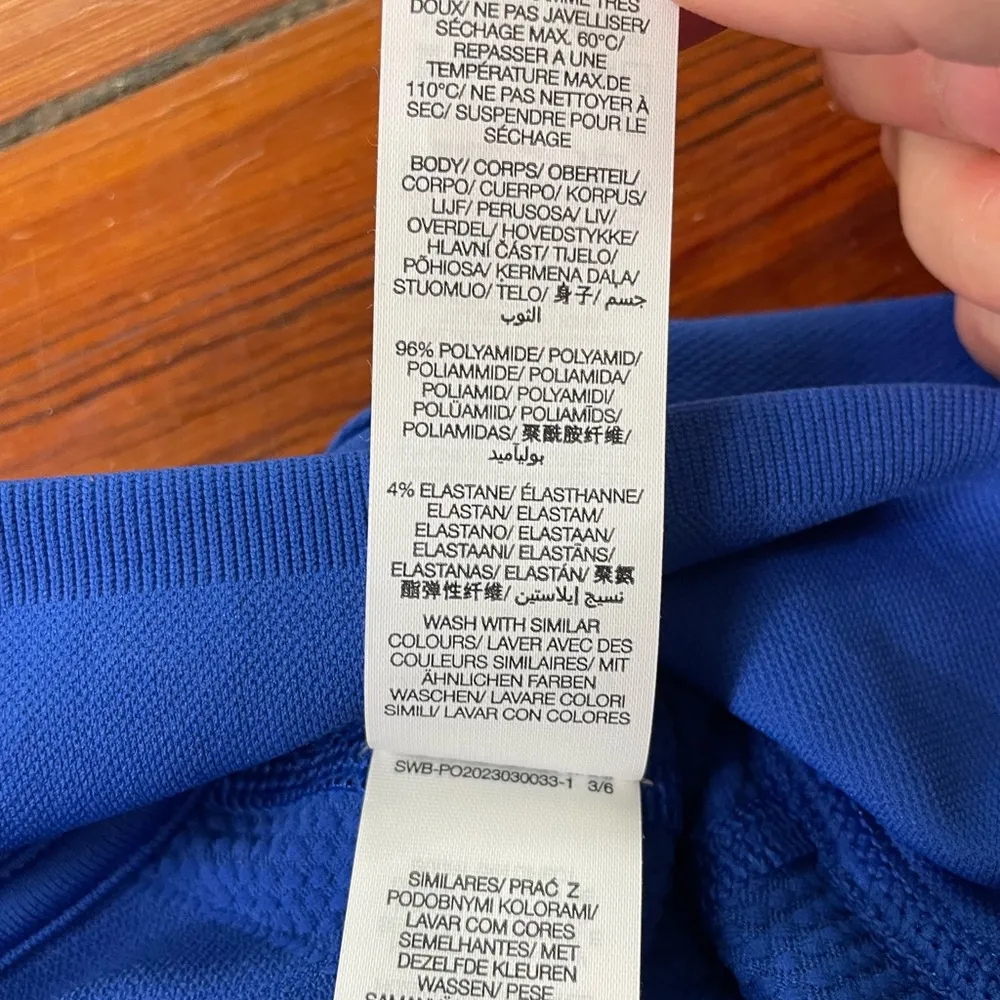 TRÈS
DOUX/ NE PAS JAVELLISER/
SÉCHAGE MAX. 60°C/
REPASSER A UNE
TEMPÉRATURE MAX.DE
110°C/ NE PAS NETTOYER À
SEC/ SUSPENDRE POUR LE
SÉCHAGE
BODY/ CORPS/ OBERTEIL/
CORPO/ CUERPO/ KORPUS/
LIJF/ PERUSOSA/ LIV/
OVERDEL/ HOVEDSTYKKE/
HLAVNÍ ČÁST/ TIJELO/
PÕHIOSA/ ĶERMEŅA DAĻA/
STUOMUO/ TELO/ 身子/ جسم
الثوب
96% POLYAMIDE/ POLYAMID/
POLIAMMIDE/ POLIAMIDA/
POLIAMID/ POLYAMIDI/
POLÜAMIID/ POLIAMĪDS/
POLIAMIDAS/ 聚酰胺纤维/
بولياميد
4% ELASTANE/ ÉLASTHANNE/
ELASTAN/ ELASTAM/
ELASTANO/ ELASTAAN/
ELASTAANI/ ELASTĀNS/
ELASTANAS/ ELASTÁN/ 聚氨
酯弹性纤维/ نسيج إيلاستين
WASH WITH SIMILAR
COLOURS/ LAVER AVEC DES
COULEURS SIMILAIRES/ MIT
ÄHNLICHEN FARBEN
WASCHEN/ LAVARE COLORI
SIMILI/ LAVAR CON COLORES
SWB-PO2023030033-1 3/6
SIMILARES/ PRAĆ Z
PODOBNYMI KOLORAMI/
LAVAR COM CORES
SEMELHANTES/ MET
DEZELFDE KLEUREN
WASSEN/ PESE